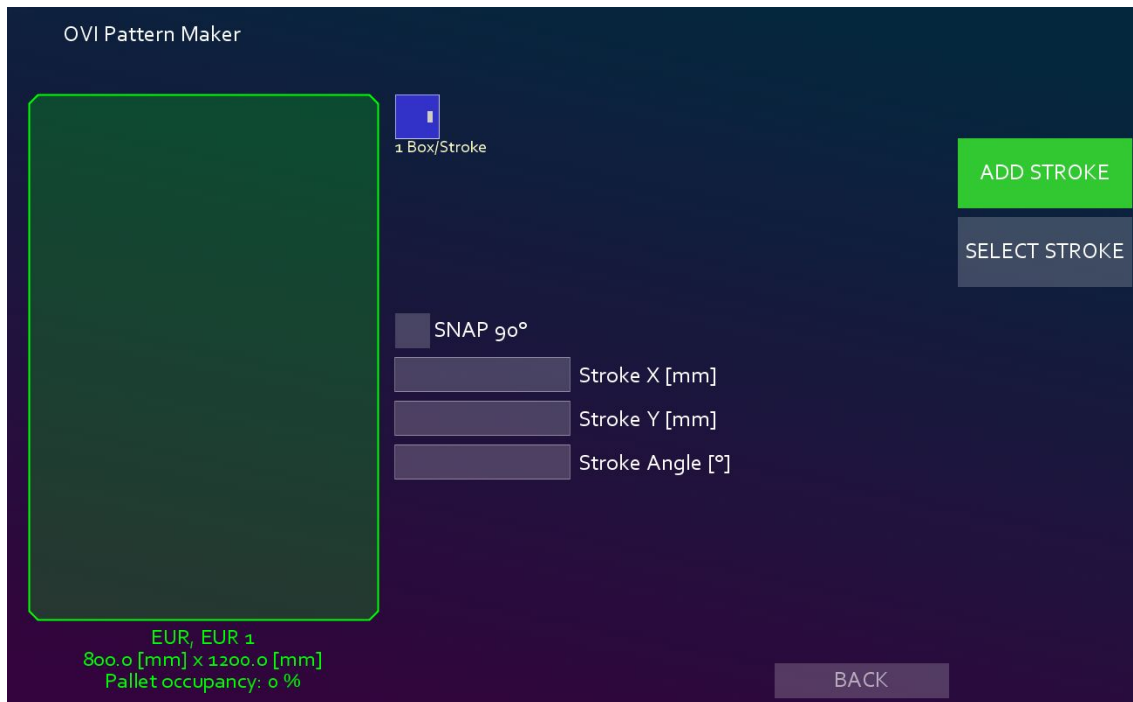 OVI Pattern Maker
1 Box/Stroke
ADD STROKE
SELECT STROKE
SNAP 90°
Stroke X [mm]
Stroke Y [mm]
Stroke Angle [°]
EUR, EUR 1
800.0 [mm] x 1200.0 [mm]
Pallet occupancy: 0 %
BACK